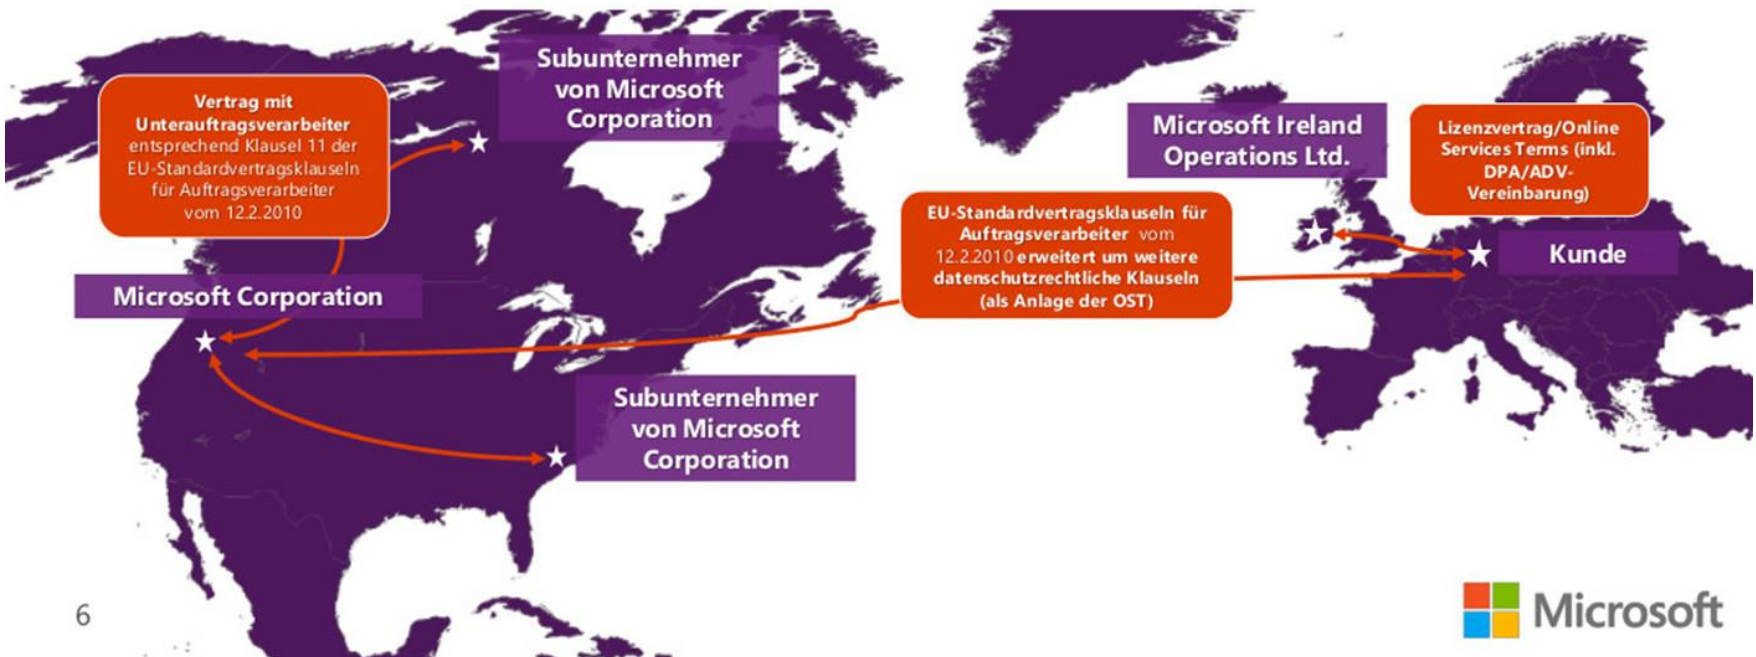 Subunternehmer
von Microsoft
Corporation
Vertrag mit
Unterauftragsverarbeiter
entsprechend Klausel 11 der
EU-Standardvertragsklauseln
für Auftragsverarbeiter
vom 12.2.2010
Microsoft Ireland
Operations Ltd.
Lizenzvertrag/Online
Services Terms (inkl.
DPA/ADV-
Vereinbarung)
EU-Standardvertragsklauseln für
Auftragsverarbeiter vom
12.2.2010 erweitert um weitere
datenschutzrechtliche Klauseln
(als Anlage der OST)
Kunde
Microsoft Corporation
Subunternehmer
von Microsoft
Corporation
6
Microsoft